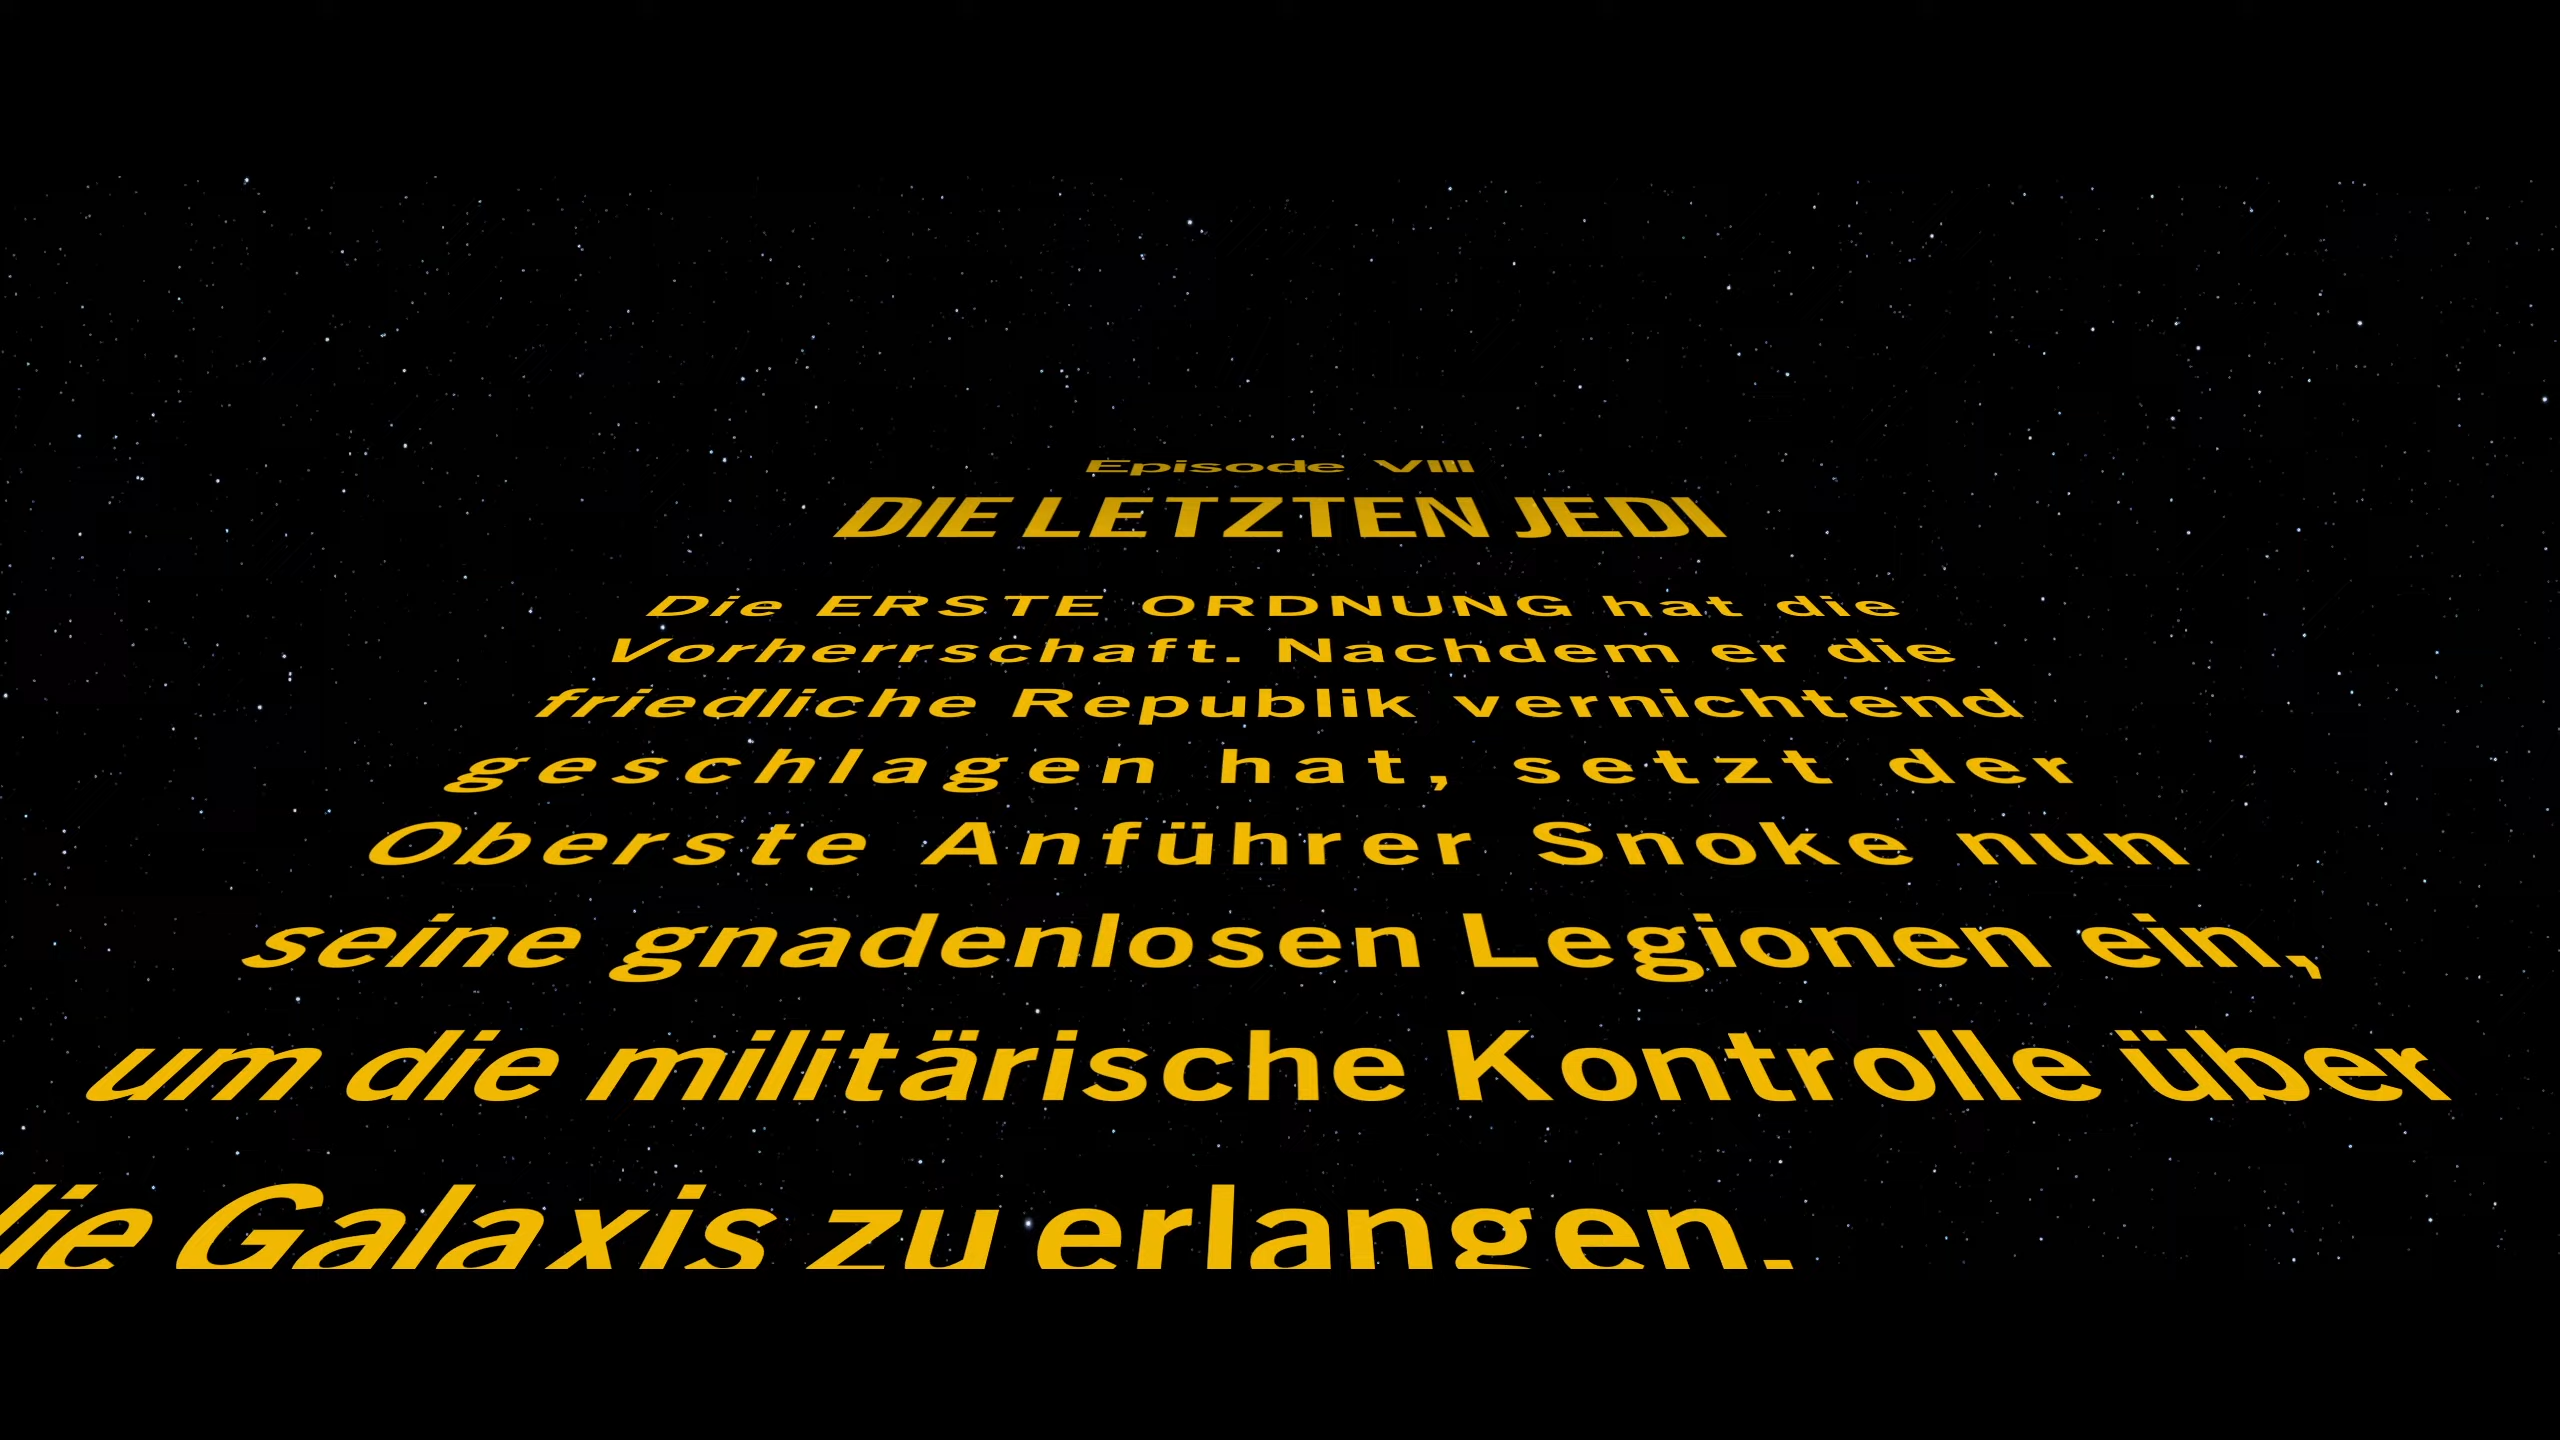 Episode VIII
DIE LETZTEN JEDI
Die ERSTE ORDNUNG hat die
Vorherrschaft. Nachdem er die
friedliche Republik vernichtend
geschlagen hat, setzt der
Oberste Anführer Snoke nun
seine gnadenlosen Legionen ein,
um die militärische Kontrolle über
die Galaxis zu erlangen.